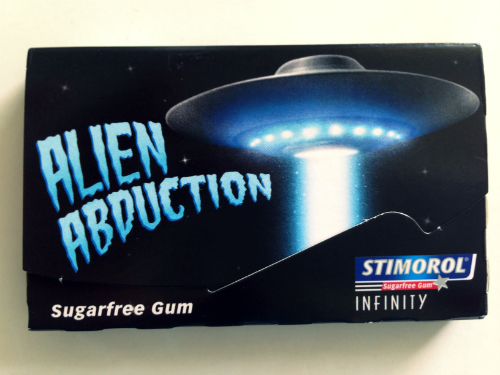 ALIEN
ABDUCTION
STIMOROL
Sugarfree Gum
INFINITY
Sugarfree Gum